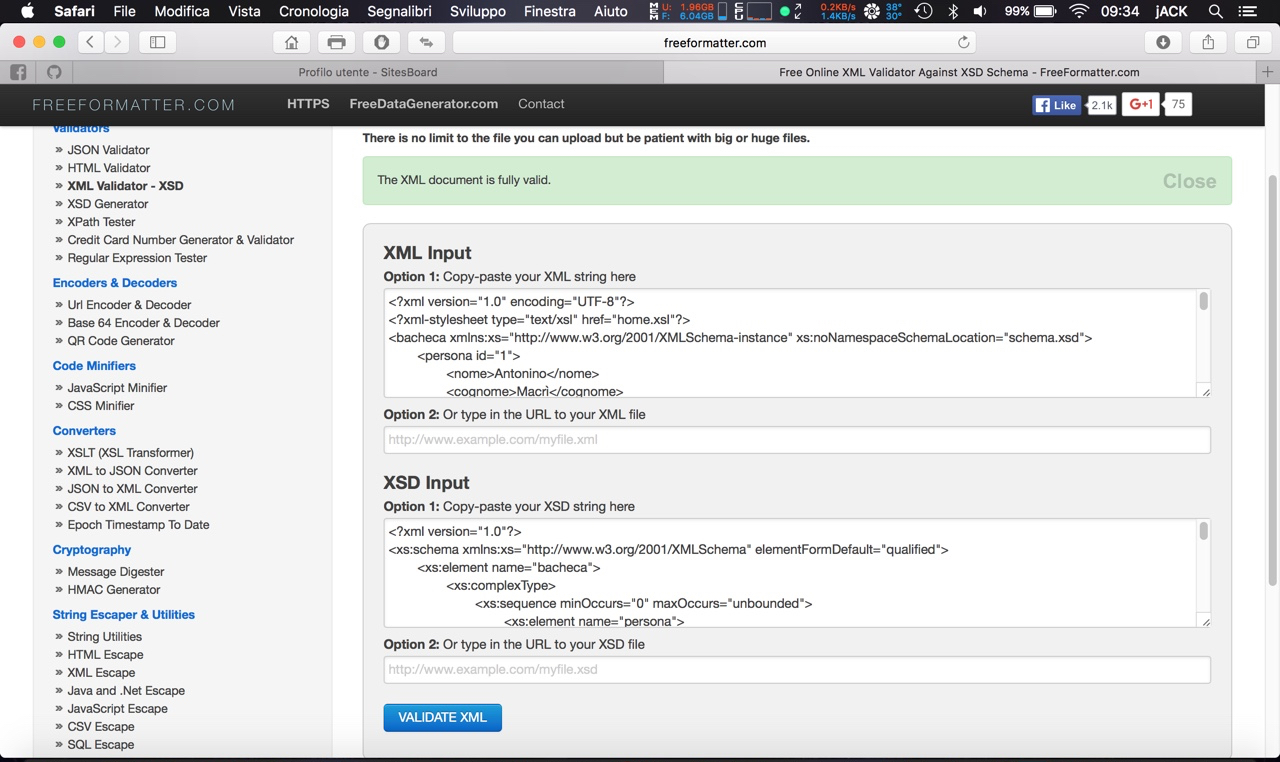 Safari File Modifica Vista Cronologia Segnalibri Sviluppo Finestra Aiuto U: 1.96GB F: 6.04GB 0.2KB/s 1.4KB/s 38° 30° 99% 09:34 jACK
freeformatter.com
Profilo utente - SitesBoard Free Online XML Validator Against XSD Schema - FreeFormatter.com
FREEFORMATTER.COM HTTPS FreeDataGenerator.com Contact Like 2.1k G+1 75
Validators
» JSON Validator
» HTML Validator
» XML Validator - XSD
» XSD Generator
» XPath Tester
» Credit Card Number Generator & Validator
» Regular Expression Tester
Encoders & Decoders
» Url Encoder & Decoder
» Base 64 Encoder & Decoder
» QR Code Generator
Code Minifiers
» JavaScript Minifier
» CSS Minifier
Converters
» XSLT (XSL Transformer)
» XML to JSON Converter
» JSON to XML Converter
» CSV to XML Converter
» Epoch Timestamp To Date
Cryptography
» Message Digester
» HMAC Generator
String Escaper & Utilities
» String Utilities
» HTML Escape
» XML Escape
» Java and .Net Escape
» JavaScript Escape
» CSV Escape
» SQL Escape
There is no limit to the file you can upload but be patient with big or huge files.
The XML document is fully valid. Close
XML Input
Option 1: Copy-paste your XML string here
<?xml version="1.0" encoding="UTF-8"?>
<?xml-stylesheet type="text/xsl" href="home.xsl"?>
<bacheca xmlns:xs="http://www.w3.org/2001/XMLSchema-instance" xs:noNamespaceSchemaLocation="schema.xsd">
<persona id="1">
<nome>Antonino</nome>
<cognome>Macrì</cognome>
Option 2: Or type in the URL to your XML file
http://www.example.com/myfile.xml
XSD Input
Option 1: Copy-paste your XSD string here
<?xml version="1.0"?>
<xs:schema xmlns:xs="http://www.w3.org/2001/XMLSchema" elementFormDefault="qualified">
<xs:element name="bacheca">
<xs:complexType>
<xs:sequence minOccurs="0" maxOccurs="unbounded">
<xs:element name="persona">
Option 2: Or type in the URL to your XSD file
http://www.example.com/myfile.xsd
VALIDATE XML